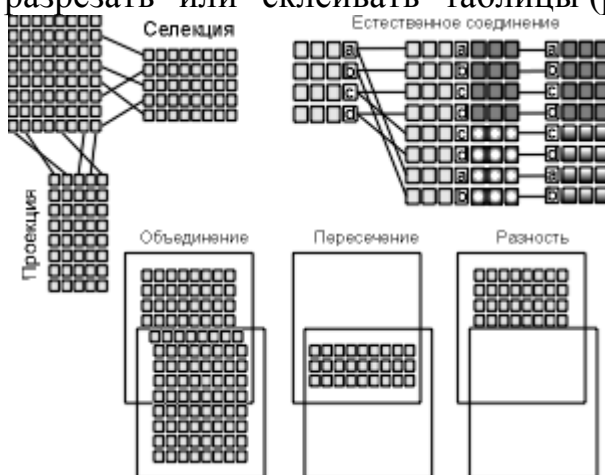 разрезать или склеивать таблицы (р
Селекция
Естественное соединение
a a a
b b b
c c c
d d d
c c
d d
a a
b b
Проекция
Объединение
Пересечение
Разность